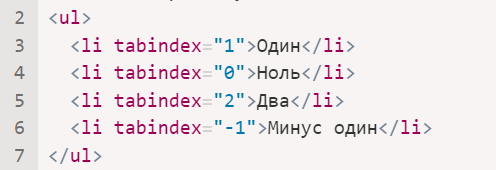 2 <ul>
3 <li tabindex="1">Один</li>
4 <li tabindex="0">Ноль</li>
5 <li tabindex="2">Два</li>
6 <li tabindex="-1">Минус один</li>
7 </ul>